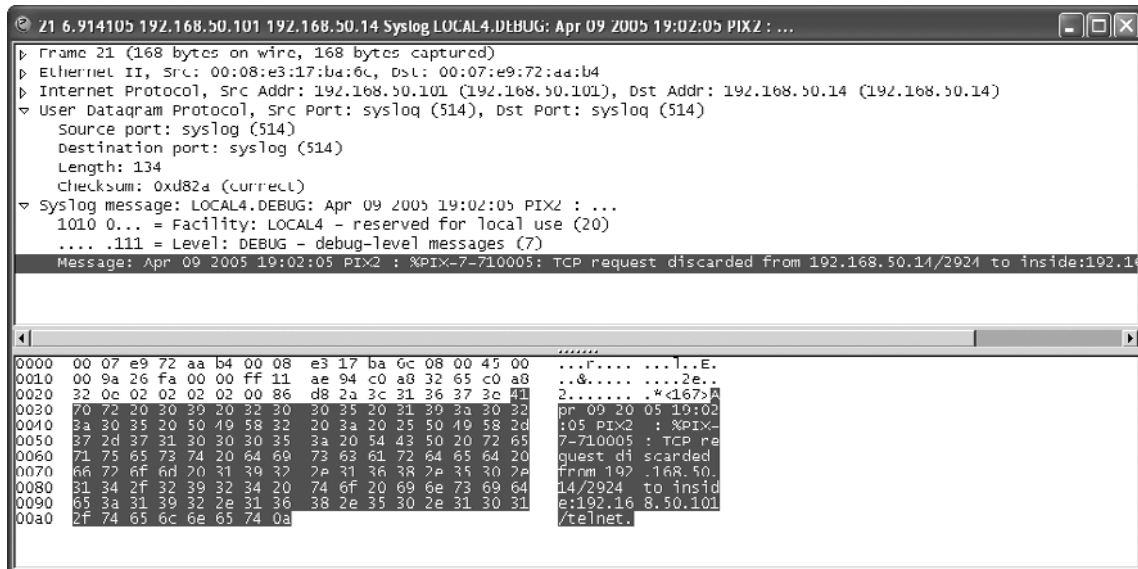 21 6.914105 192.168.50.101 192.168.50.14 Syslog LOCAL4.DEBUG: Apr 09 2005 19:02:05 PIX2 : ...
Frame 21 (168 bytes on wire, 168 bytes captured)
Ethernet II, Src: 00:08:e3:17:ba:6c, Dst: 00:07:e9:72:aa:b4
Internet Protocol, Src Addr: 192.168.50.101 (192.168.50.101), Dst Addr: 192.168.50.14 (192.168.50.14)
User Datagram Protocol, Src Port: syslog (514), Dst Port: syslog (514)
Source port: syslog (514)
Destination port: syslog (514)
Length: 134
Checksum: 0xd82a (correct)
Syslog message: LOCAL4.DEBUG: Apr 09 2005 19:02:05 PIX2 : ...
1010 0... = Facility: LOCAL4 - reserved for local use (20)
.... .111 = Level: DEBUG - debug-level messages (7)
Message: Apr 09 2005 19:02:05 PIX2 : %PIX-7-710005: TCP request discarded from 192.168.50.14/2924 to inside:192.16
0000 00 07 e9 72 aa b4 00 08 e3 17 ba 6c 08 00 45 00 ...r.... ...l..E.
0010 00 9a 26 fa 00 00 ff 11 ae 94 c0 a8 32 65 c0 a8 ..&..... ....2e..
0020 32 0e 02 02 02 02 00 86 d8 2a 3c 31 36 37 3e 41 2....... .*<167>A
0030 70 72 20 30 39 20 32 30 30 35 20 31 39 3a 30 32 pr 09 20 05 19:02
0040 3a 30 35 20 50 49 58 32 20 3a 20 25 50 49 58 2d :05 PIX2 : %PIX-
0050 37 2d 37 31 30 30 30 35 3a 20 54 43 50 20 72 65 7-710005 : TCP re
0060 71 75 65 73 74 20 64 69 73 63 61 72 64 65 64 20 quest di scarded
0070 66 72 6f 6d 20 31 39 32 2e 31 36 38 2e 35 30 2e from 192 .168.50.
0080 31 34 2f 32 39 32 34 20 74 6f 20 69 6e 73 69 64 14/2924 to insid
0090 65 3a 31 39 32 2e 31 36 38 2e 35 30 2e 31 30 31 e:192.16 8.50.101
00a0 2f 74 65 6c 6e 65 74 0a /telnet.